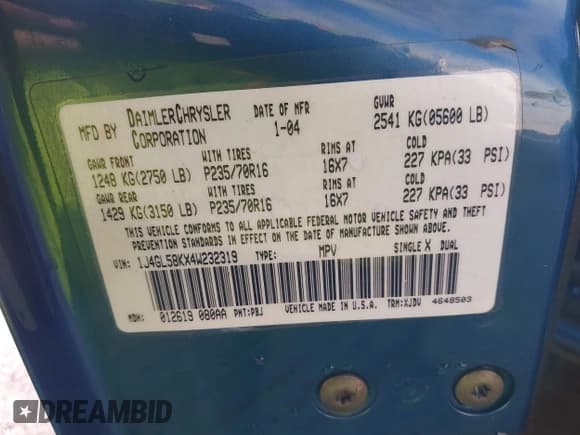 MFD BY DAIMLERCHRYSLER CORPORATION DATE OF MFR 1-04 GVWR 2541 KG(05600 LB)
GAWR FRONT WITH TIRES RIMS AT COLD
1248 KG(2750 LB) P235/70R16 16X7 227 KPA(33 PSI)
GAWR REAR WITH TIRES RIMS AT COLD
1429 KG(3150 LB) P235/70R16 16X7 227 KPA(33 PSI)
THIS VEHICLE CONFORMS TO ALL APPLICABLE FEDERAL MOTOR VEHICLE SAFETY AND THEFT
PREVENTION STANDARDS IN EFFECT ON THE DATE OF MANUFACTURE SHOWN ABOVE.
VIN: 1J4GL58KX4W232319 TYPE: MPV SINGLE X DUAL
MDH: 012619 080AA PNT:PBJ VEHICLE MADE IN U.S.A. TRM:XJDV 4648503
DREAMBID